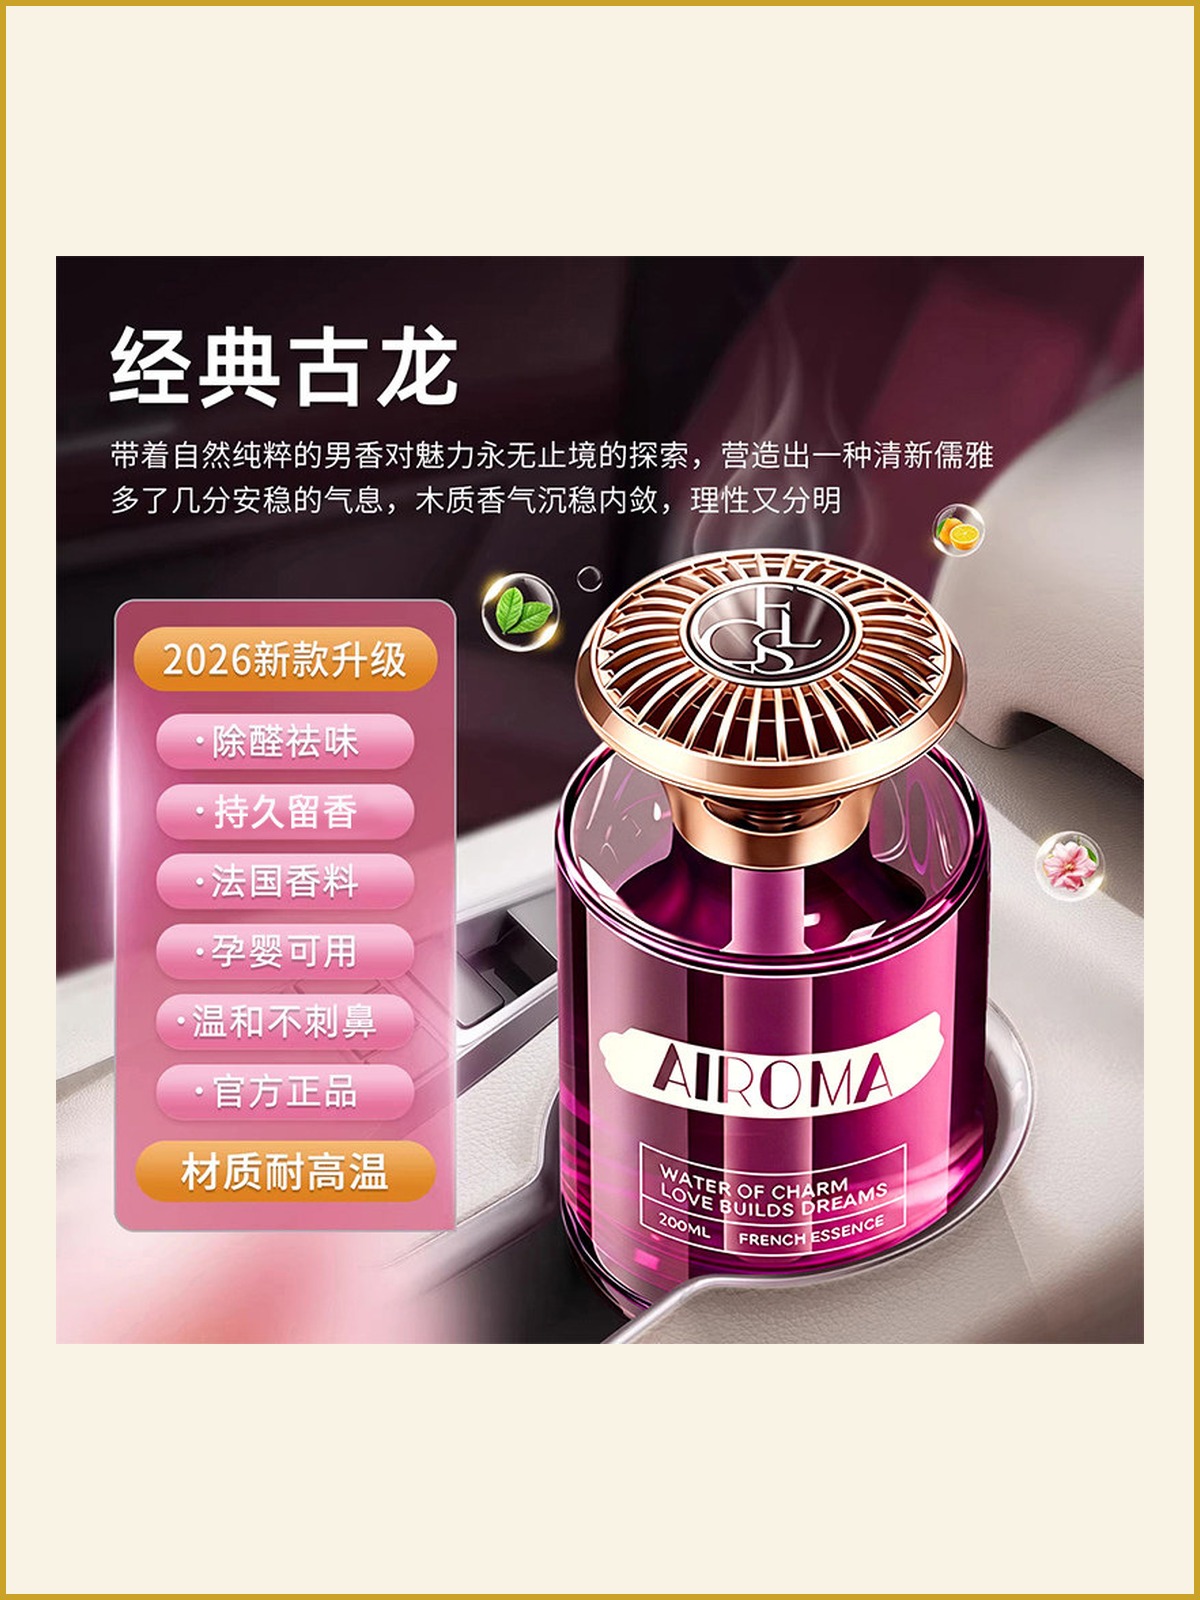 经典古龙
带着自然纯粹的男香对魅力永无止境的探索，营造出一种清新儒雅
多了几分安稳的气息，木质香气沉稳内敛，理性又分明
2026新款升级
·除醛祛味
·持久留香
·法国香料
·孕婴可用
·温和不刺鼻
·官方正品
材质耐高温
AIROMA
WATER OF CHARM
LOVE BUILDS DREAMS
200ML FRENCH ESSENCE